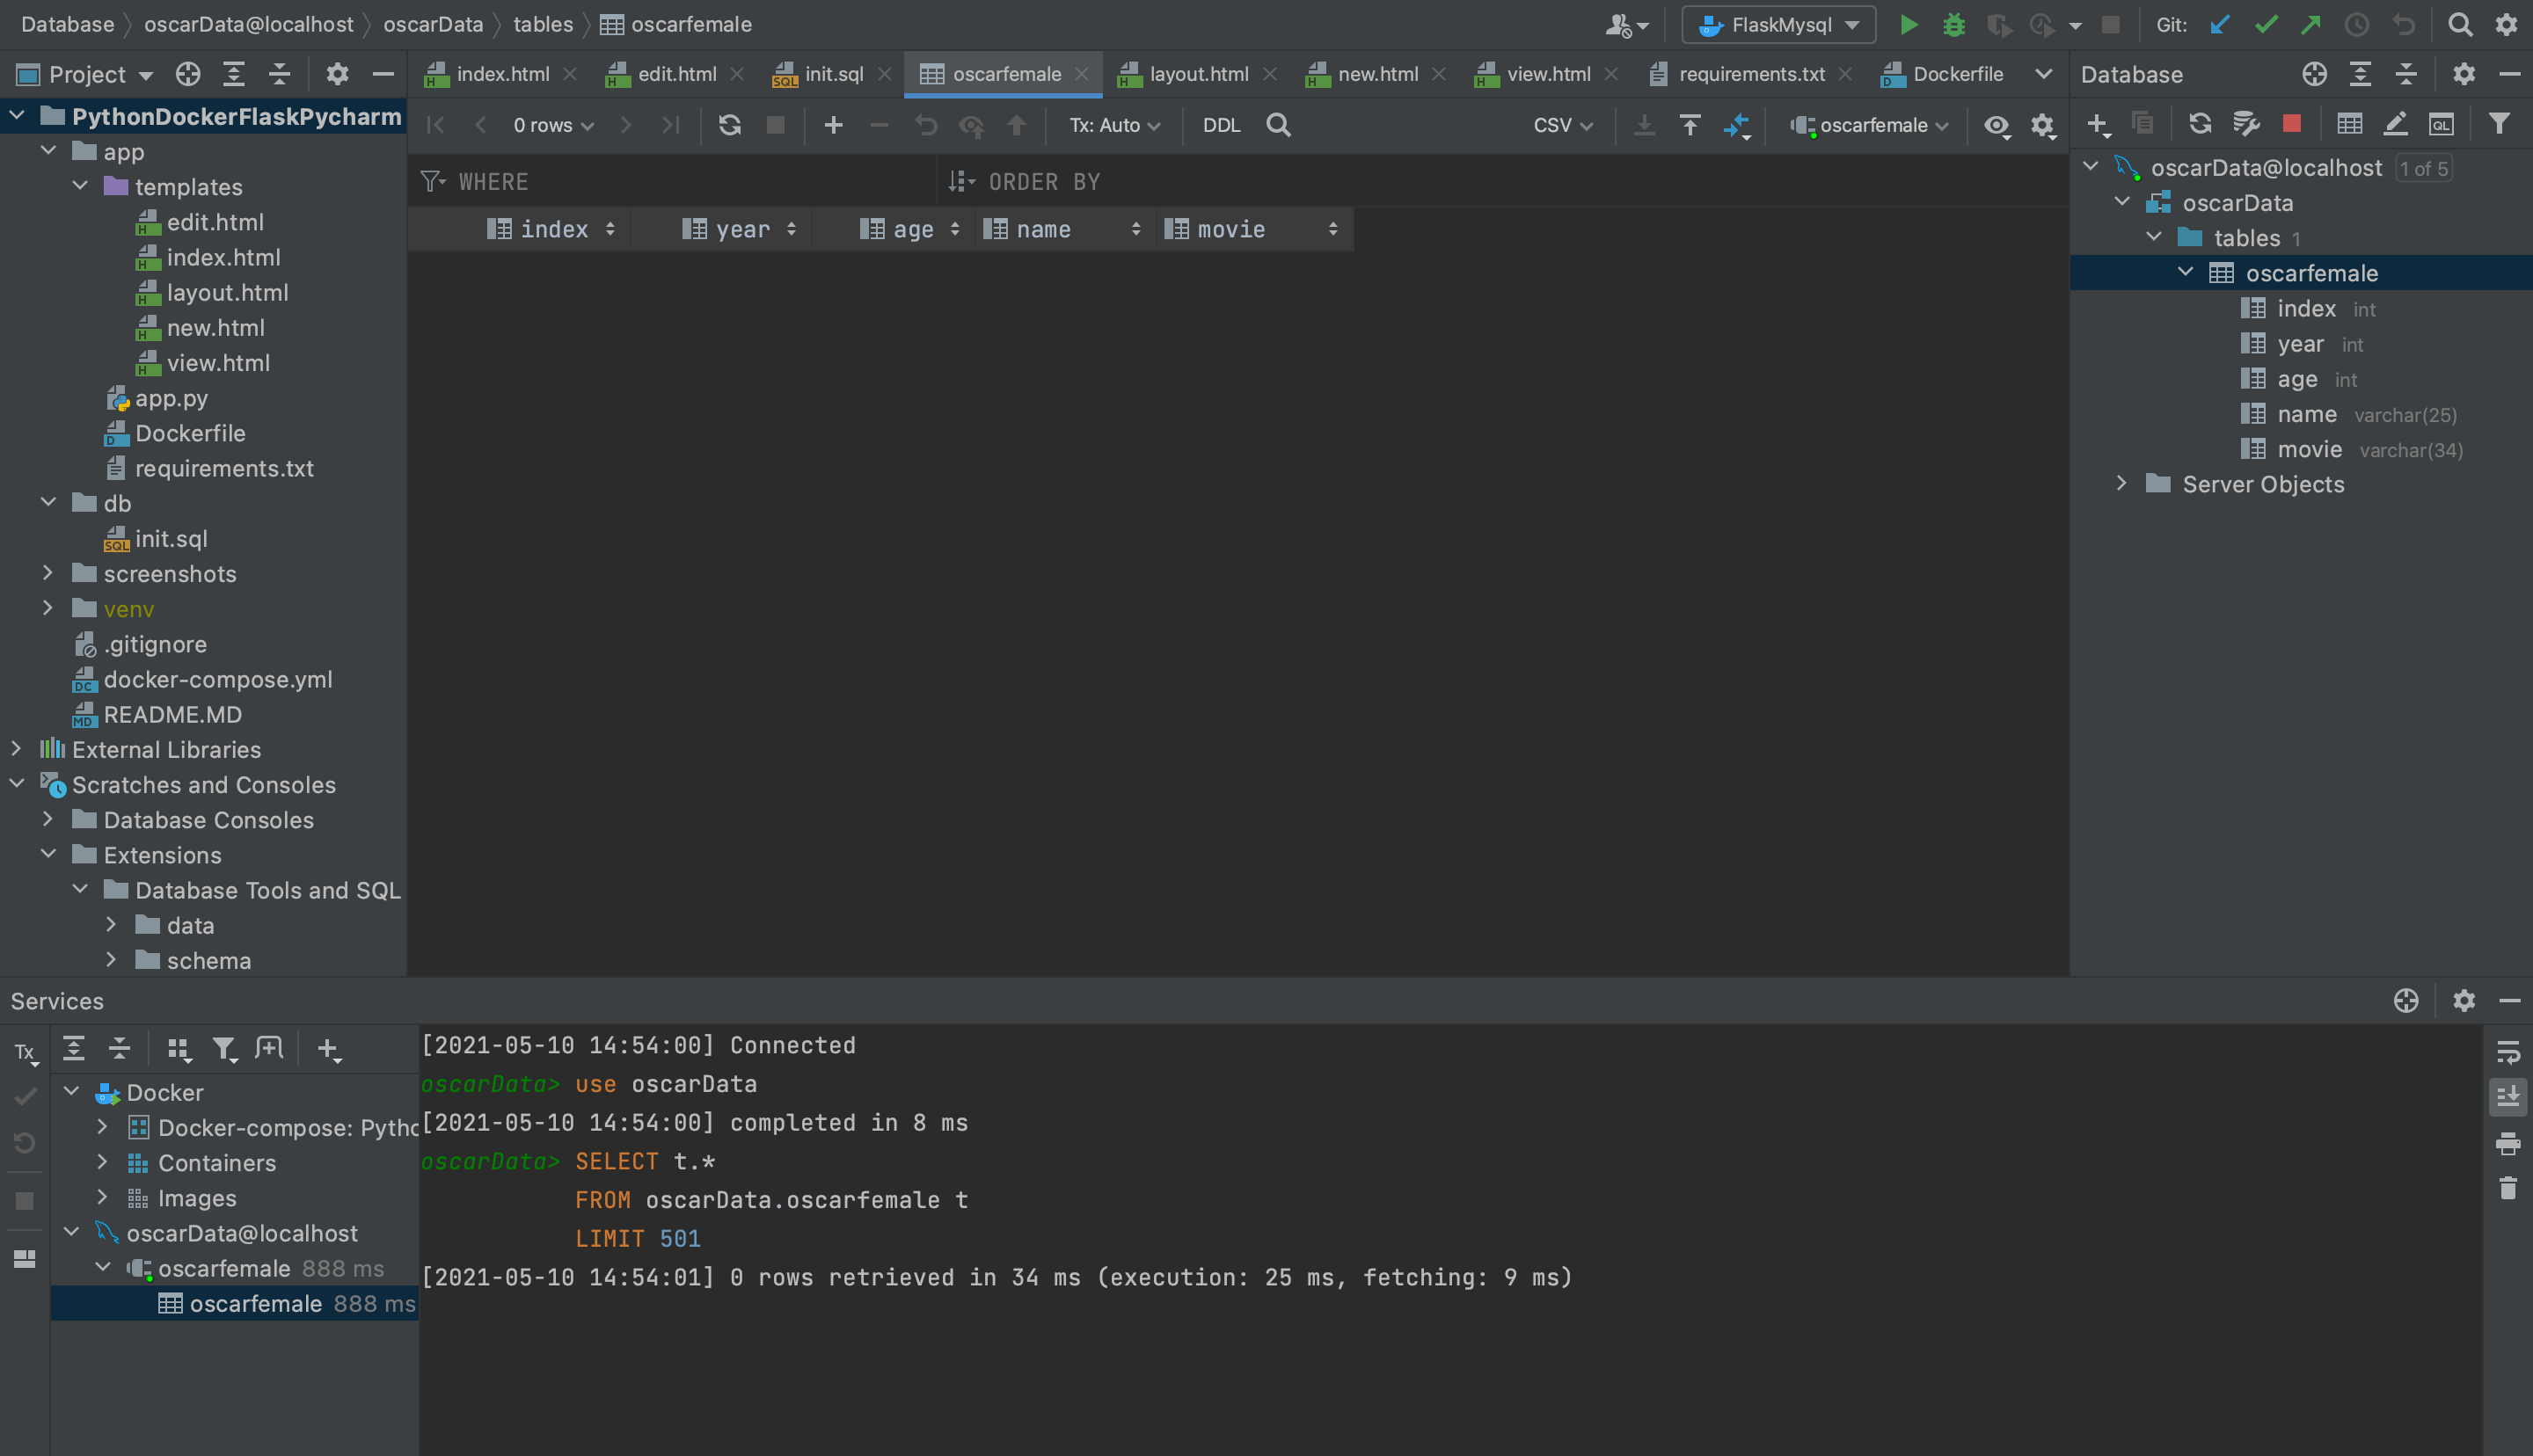 Database oscarData@localhost oscarData tables oscarfemale
FlaskMysql
Git:
Project
index.html
edit.html
init.sql
oscarfemale
layout.html
new.html
view.html
requirements.txt
Dockerfile
Database
PythonDockerFlaskPycharm
app
templates
edit.html
index.html
layout.html
new.html
view.html
app.py
Dockerfile
requirements.txt
db
init.sql
screenshots
venv
.gitignore
docker-compose.yml
README.MD
External Libraries
Scratches and Consoles
Database Consoles
Extensions
Database Tools and SQL
data
schema
0 rows
Tx: Auto
DDL
CSV
oscarfemale
WHERE
ORDER BY
index year age name movie
oscarData@localhost 1 of 5
oscarData
tables 1
oscarfemale
index int
year int
age int
name varchar(25)
movie varchar(34)
Server Objects
Services
Tx
Docker
Docker-compose: Pytho
Containers
Images
oscarData@localhost
oscarfemale 888 ms
oscarfemale 888 ms
[2021-05-10 14:54:00] Connected
oscarData> use oscarData
[2021-05-10 14:54:00] completed in 8 ms
oscarData> SELECT t.*
FROM oscarData.oscarfemale t
LIMIT 501
[2021-05-10 14:54:01] 0 rows retrieved in 34 ms (execution: 25 ms, fetching: 9 ms)